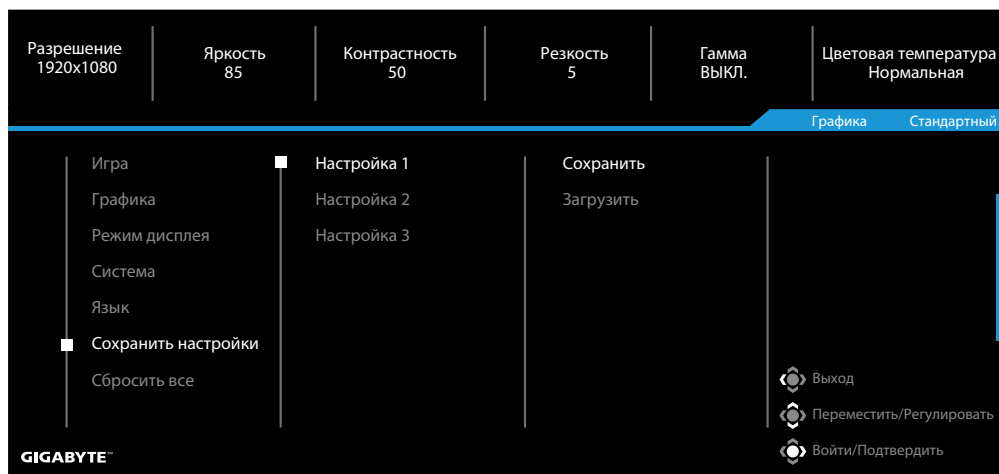 Разрешение
1920x1080
Яркость
85
Контрастность
50
Резкость
5
Гамма
ВЫКЛ.
Цветовая температура
Нормальная
Графика Стандартный
Игра
Графика
Режим дисплея
Система
Язык
Сохранить настройки
Сбросить все
Настройка 1
Настройка 2
Настройка 3
Сохранить
Загрузить
Выход
Переместить/Регулировать
Войти/Подтвердить
GIGABYTE™